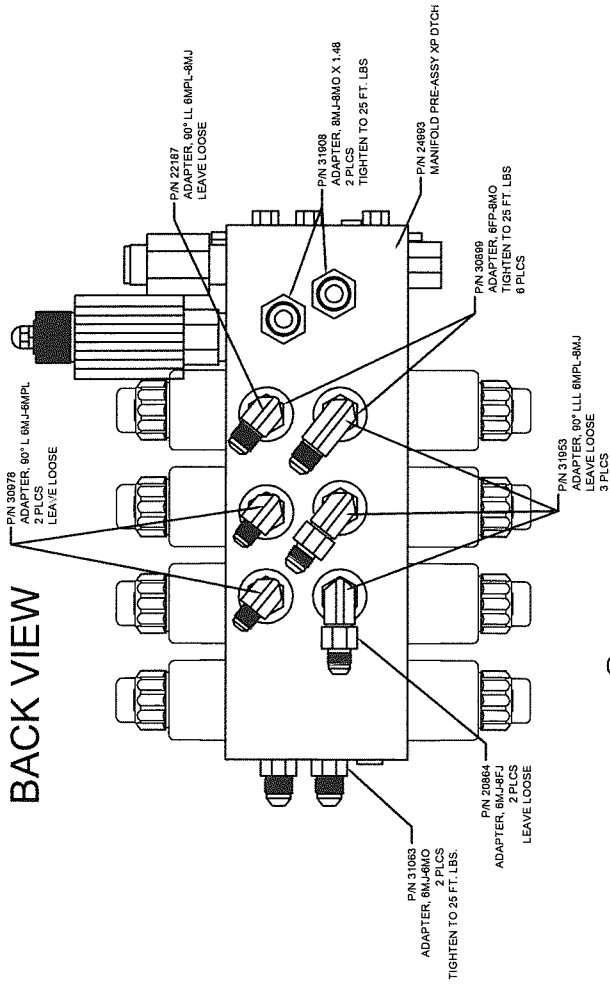 BACK VIEW
P/N 30978
ADAPTER, 90° L 6MJ-6MPL
2 PLCS
LEAVE LOOSE
P/N 22187
ADAPTER, 90° LL 6MPL-8MJ
LEAVE LOOSE
P/N 31908
ADAPTER, 8MJ-8MO X 1.48
2 PLCS
TIGHTEN TO 25 FT. LBS
P/N 24993
MANIFOLD PRE-ASSY XP DTCH
P/N 30899
ADAPTER, 6FP-8MO
TIGHTEN TO 25 FT. LBS
6 PLCS
P/N 31953
ADAPTER, 90° LLL 6MPL-8MJ
LEAVE LOOSE
3 PLCS
P/N 20864
ADAPTER, 6MJ-8FJ
2 PLCS
LEAVE LOOSE
P/N 31063
ADAPTER, 6MJ-6MO
2 PLCS
TIGHTEN TO 25 FT. LBS.